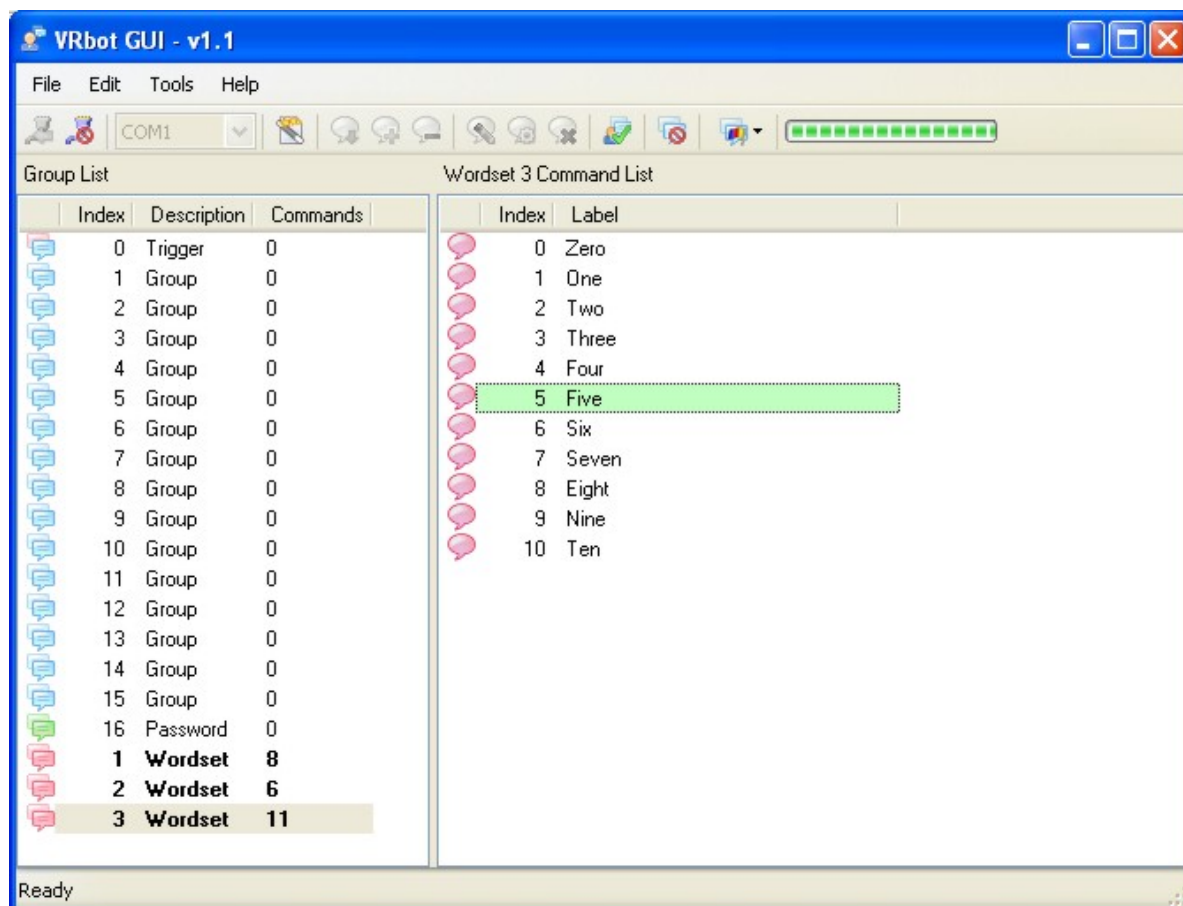 VRbot GUI - v1.1
File Edit Tools Help
COM1
Group List
Index Description Commands
0 Trigger 0
1 Group 0
2 Group 0
3 Group 0
4 Group 0
5 Group 0
6 Group 0
7 Group 0
8 Group 0
9 Group 0
10 Group 0
11 Group 0
12 Group 0
13 Group 0
14 Group 0
15 Group 0
16 Password 0
1 Wordset 8
2 Wordset 6
3 Wordset 11
Wordset 3 Command List
Index Label
0 Zero
1 One
2 Two
3 Three
4 Four
5 Five
6 Six
7 Seven
8 Eight
9 Nine
10 Ten
Ready